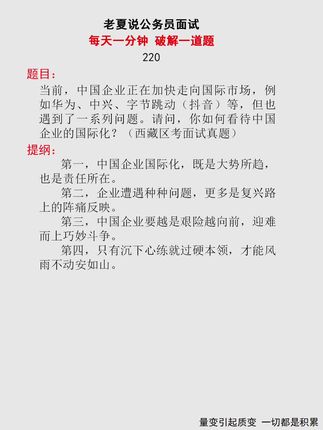 老夏说公务员面试
每天一分钟 破解一道题
220
题目：
当前，中国企业正在加快走向国际市场，例
如华为、中兴、字节跳动（抖音）等，但也
遇到了一系列问题。请问，你如何看待中国
企业的国际化？（西藏区考面试真题）
提纲：
第一，中国企业国际化，既是大势所趋，
也是责任所在。
第二，企业遭遇种种问题，更多是复兴路
上的阵痛反映。
第三，中国企业要越是艰险越向前，迎难
而上巧妙斗争。
第四，只有沉下心练就过硬本领，才能风
雨不动安如山。
量变引起质变 一切都是积累